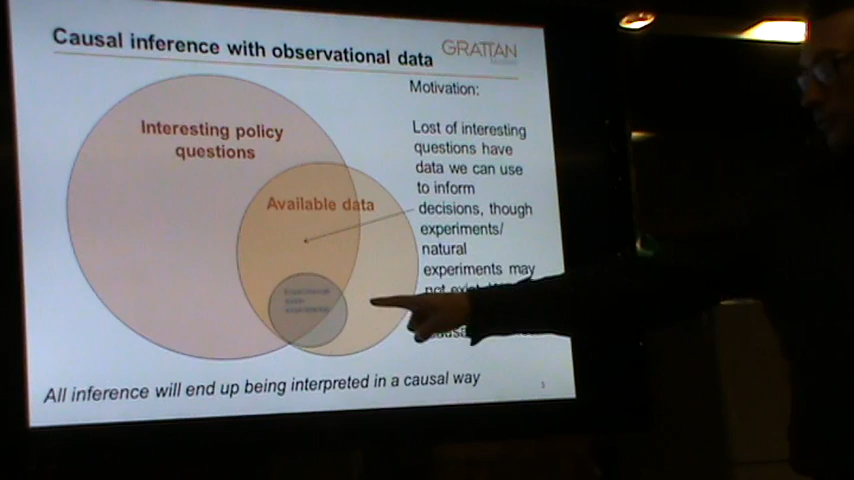 Causal inference with observational data
GRATTAN
Interesting policy
questions
Available data
Motivation:
Lost of interesting
questions have
data we can use
to inform
decisions, though
experiments/
natural
experiments may
not exist
All inference will end up being interpreted in a causal way